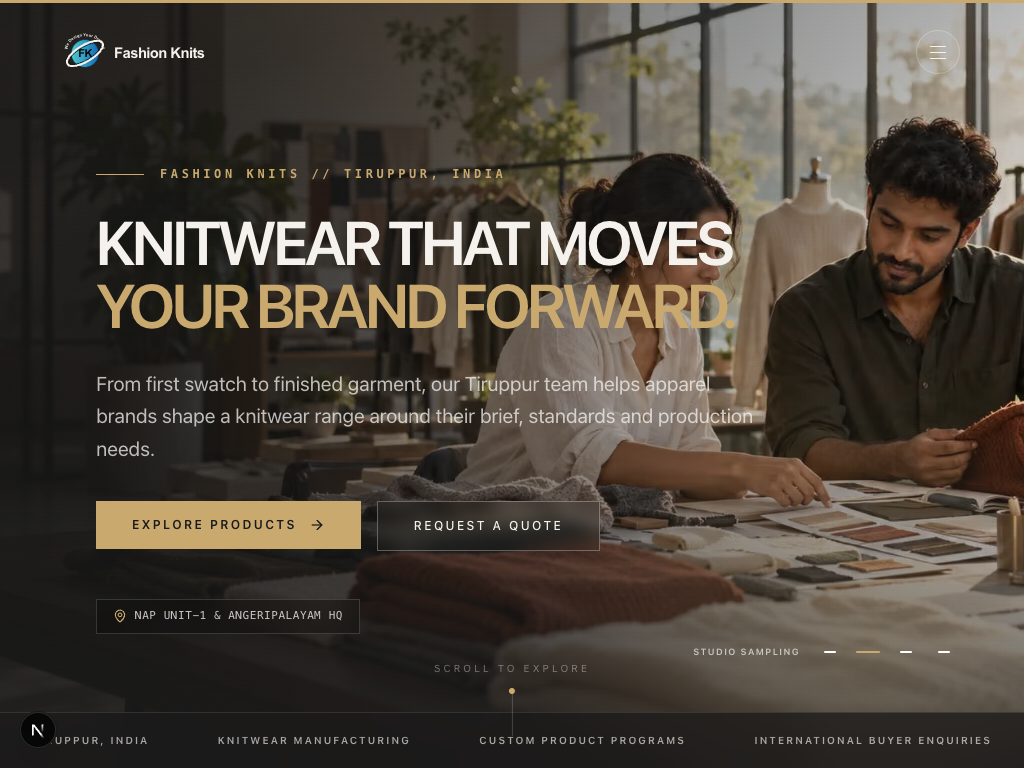 FK
Fashion Knits
FASHION KNITS // TIRUPPUR, INDIA
KNITWEAR THAT MOVES
YOUR BRAND FORWARD.
From first swatch to finished garment, our Tiruppur team helps apparel
brands shape a knitwear range around their brief, standards and production
needs.
EXPLORE PRODUCTS →
REQUEST A QUOTE
NAP UNIT–1 & ANGERIPALAYAM HQ
STUDIO SAMPLING
SCROLL TO EXPLORE
N
UPPUR, INDIA KNITWEAR MANUFACTURING CUSTOM PRODUCT PROGRAMS INTERNATIONAL BUYER ENQUIRIES